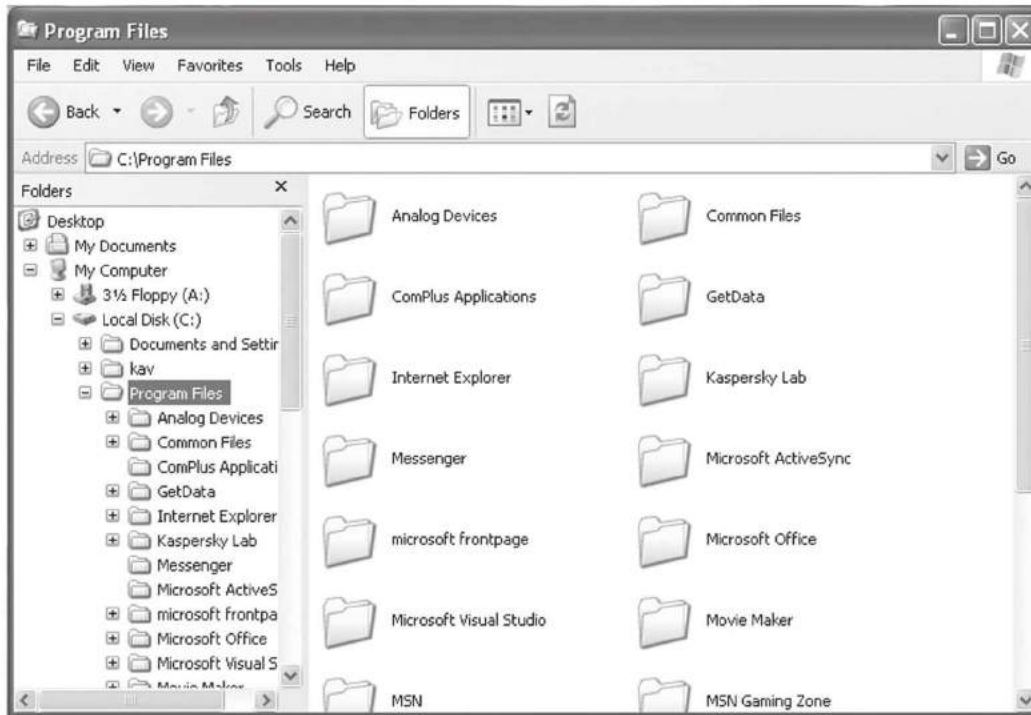 Program Files
File Edit View Favorites Tools Help
Back Search Folders
Address C:\Program Files Go
Folders
Desktop
My Documents
My Computer
3½ Floppy (A:)
Local Disk (C:)
Documents and Settir
kav
Program Files
Analog Devices
Common Files
ComPlus Applicati
GetData
Internet Explorer
Kaspersky Lab
Messenger
Microsoft ActiveS
microsoft frontpa
Microsoft Office
Microsoft Visual S
Movie Maker
Analog Devices Common Files
ComPlus Applications GetData
Internet Explorer Kaspersky Lab
Messenger Microsoft ActiveSync
microsoft frontpage Microsoft Office
Microsoft Visual Studio Movie Maker
MSN MSN Gaming Zone